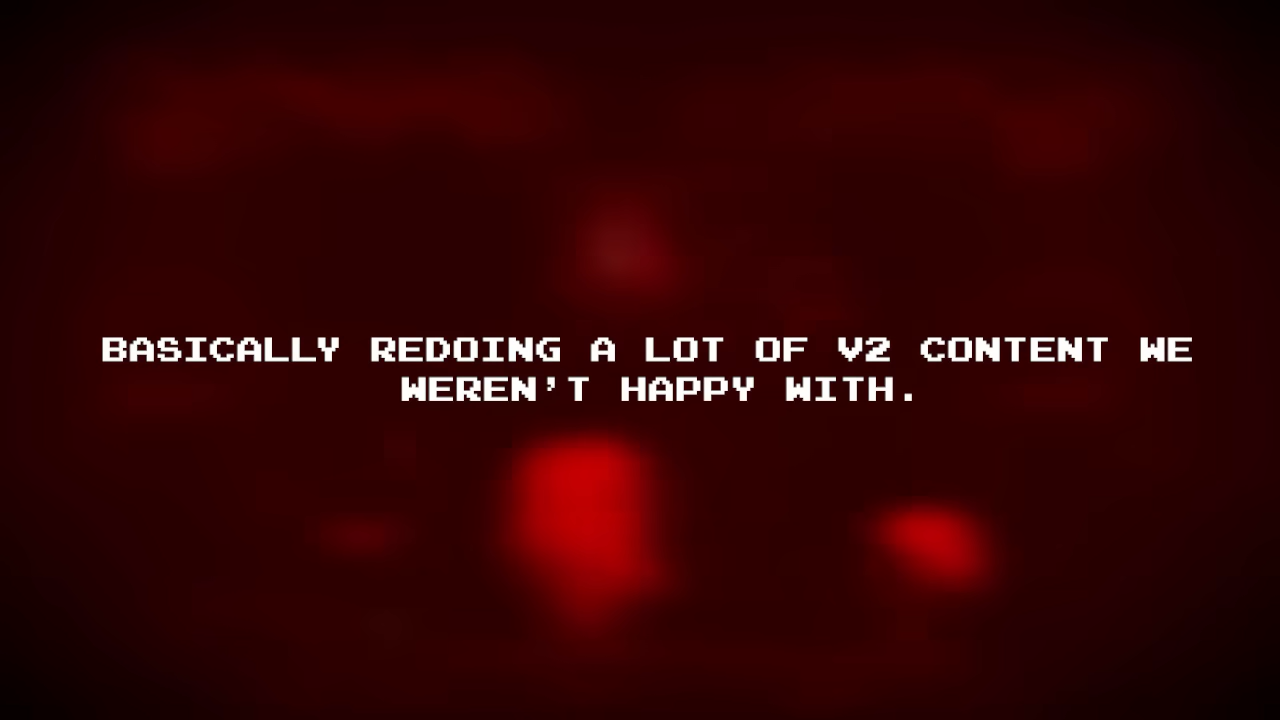 BASICALLY REDOING A LOT OF V2 CONTENT WE
WEREN'T HAPPY WITH.